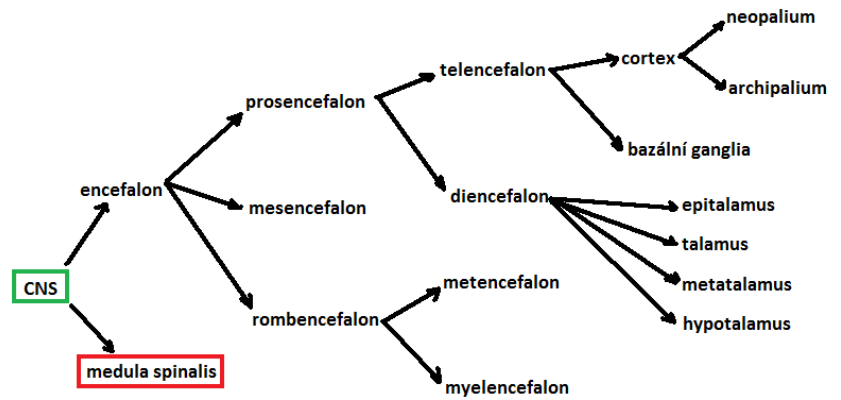 neopalium
cortex
telencefalon
archipalium
prosencefalon
bazální ganglia
encefalon
diencefalon
epitalamus
mesencefalon
talamus
CNS
metencefalon
metatalamus
rombencefalon
hypotalamus
medula spinalis
myelencefalon